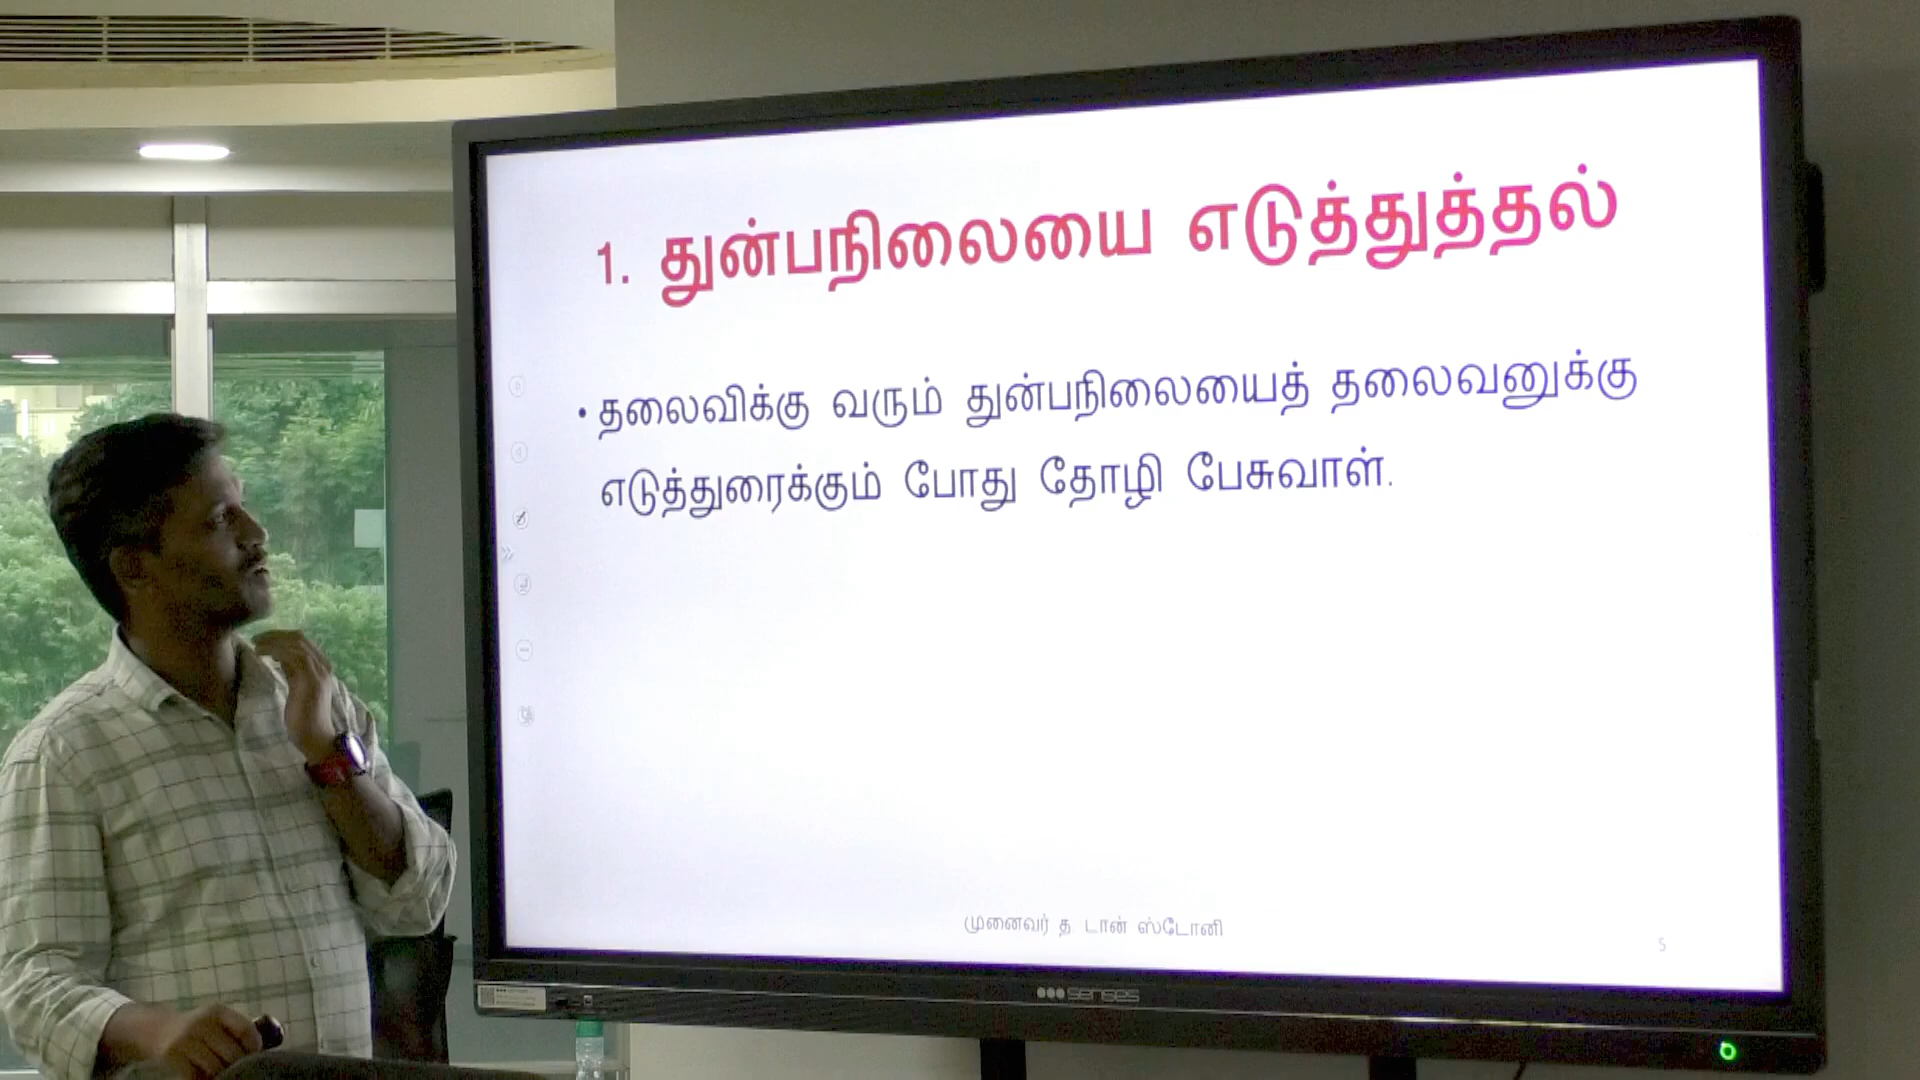 1. துன்பநிலையை எடுத்துத்தல்
• தலைவிக்கு வரும் துன்பநிலையைத் தலைவனுக்கு
எடுத்துரைக்கும் போது தோழி பேசுவாள்.
முனைவர் த. டான் ஸ்டோனி
5
senses